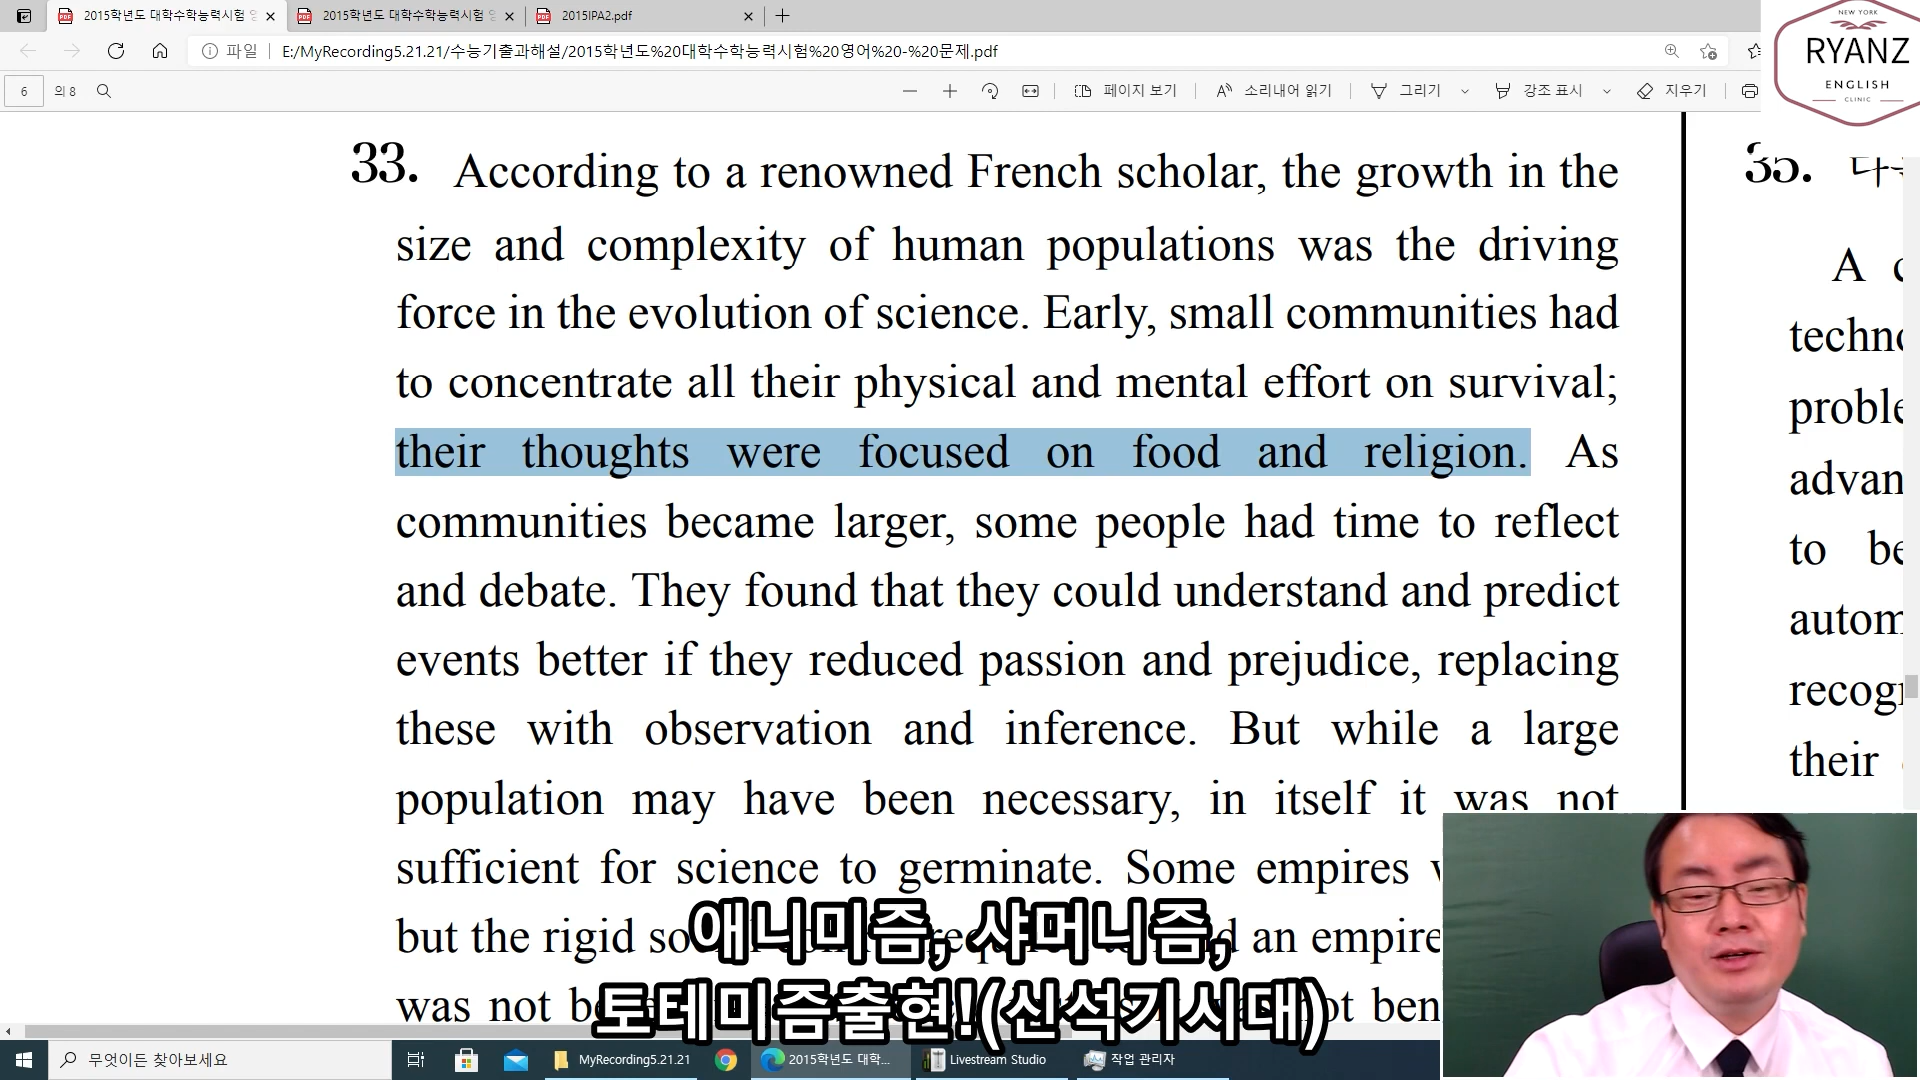 2015학년도 대학수학능력시험 영
2015학년도 대학수학능력시험
2015IPA2.pdf
파일
E:/MyRecording5.21.21/수능기출과해설/2015학년도%20대학수학능력시험%20영어%20-%20문제.pdf
6
의 8
페이지 보기
소리내어 읽기
그리기
강조 표시
지우기
NEW YORK
RYANZ
ENGLISH
CLINIC
33. According to a renowned French scholar, the growth in the
size and complexity of human populations was the driving
force in the evolution of science. Early, small communities had
to concentrate all their physical and mental effort on survival;
their thoughts were focused on food and religion. As
communities became larger, some people had time to reflect
and debate. They found that they could understand and predict
events better if they reduced passion and prejudice, replacing
these with observation and inference. But while a large
population may have been necessary, in itself it was not
sufficient for science to germinate. Some empires
but the rigid an empire
was not be ot ben
35.
A
techno
proble
advan
to be
autom
recog
their
애니미즘, 샤머니즘,
토테미즘출현!(신석기시대)
무엇이든 찾아보세요
MyRecording5.21.21
2015학년도 대학...
Livestream Studio
작업 관리자